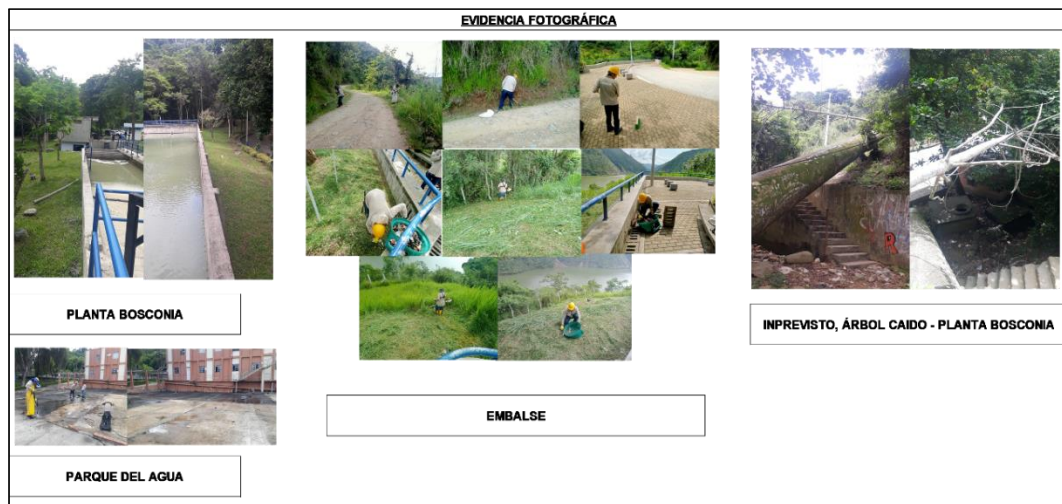 EVIDENCIA FOTOGRÁFICA
PLANTA BOSCONIA
PARQUE DEL AGUA
EMBALSE
INPREVISTO, ÁRBOL CAIDO - PLANTA BOSCONIA